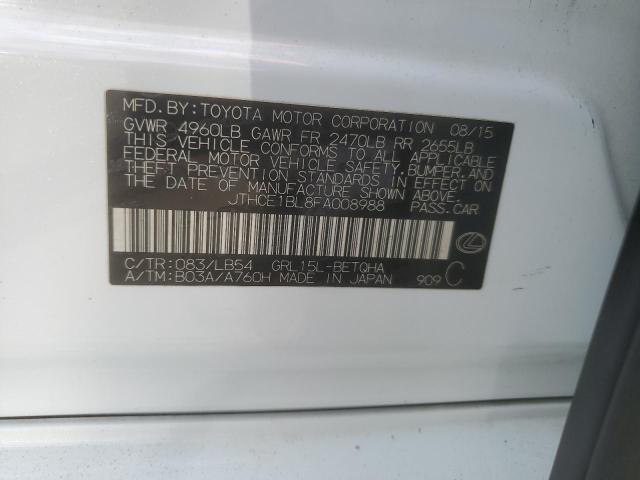 MFD. BY: TOYOTA MOTOR CORPORATION 08/15
GVWR 4960LB GAWR FR 2470LB RR 2655LB
THIS VEHICLE CONFORMS TO ALL APPLICABLE
FEDERAL MOTOR VEHICLE SAFETY, BUMPER, AND
THEFT PREVENTION STANDARDS IN EFFECT ON
THE DATE OF MANUFACTURE SHOWN ABOVE.
JTHCE1BL8FA008988 PASS. CAR
C/TR: 083/LB54 GRL15L-BETQHA
A/TM: B03A/A760H MADE IN JAPAN 909 C